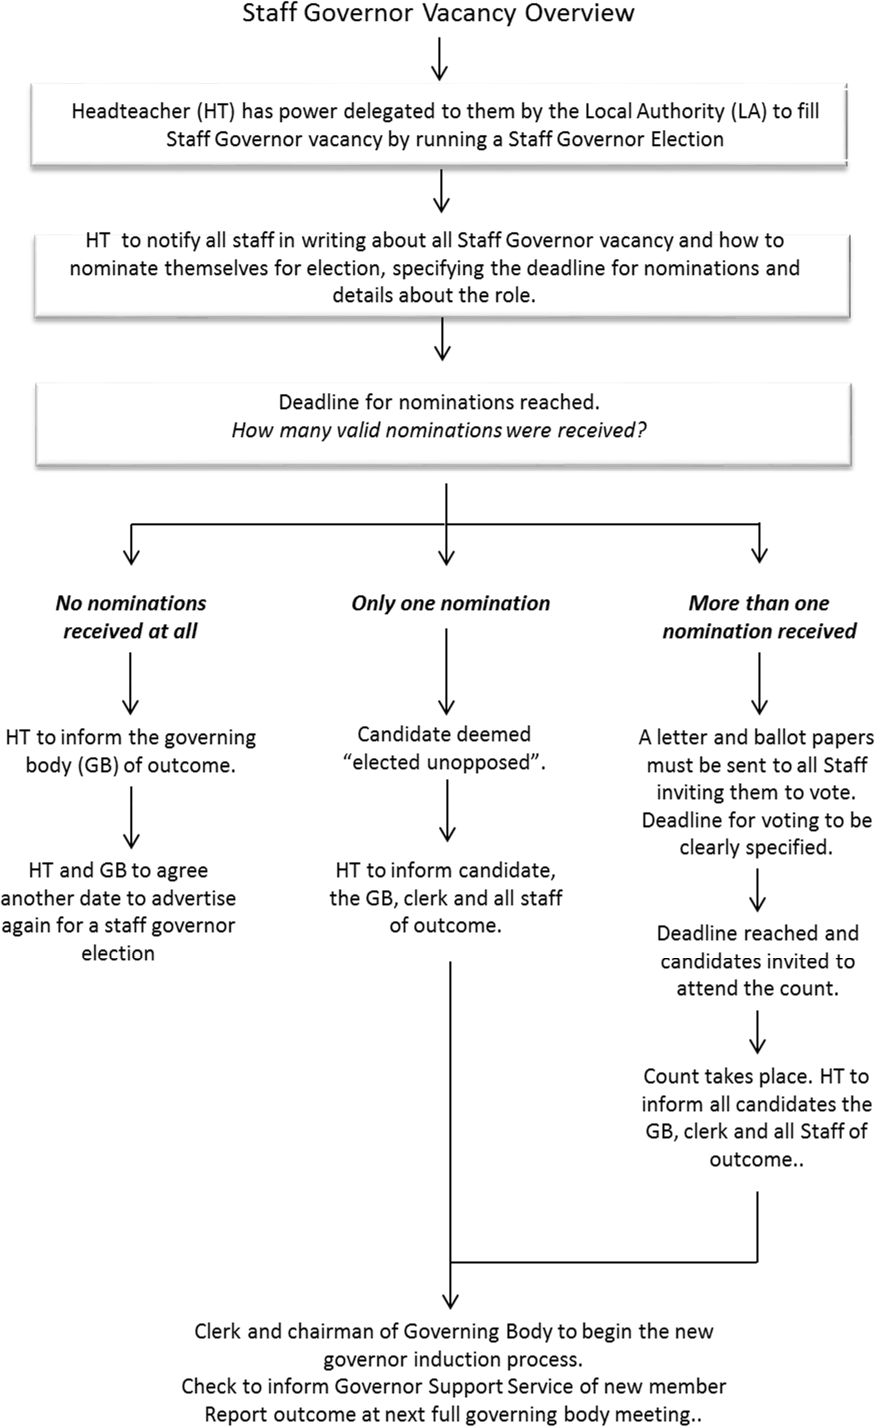 Staff Governor Vacancy Overview
Headteacher (HT) has power delegated to them by the Local Authority (LA) to fill
Staff Governor vacancy by running a Staff Governor Election
HT to notify all staff in writing about all Staff Governor vacancy and how to
nominate themselves for election, specifying the deadline for nominations and
details about the role.
Deadline for nominations reached.
How many valid nominations were received?
No nominations
received at all
HT to inform the governing
body (GB) of outcome.
HT and GB to agree
another date to advertise
again for a staff governor
election
Only one nomination
Candidate deemed
“elected unopposed”.
HT to inform candidate,
the GB, clerk and all staff
of outcome.
More than one
nomination received
A letter and ballot papers
must be sent to all Staff
inviting them to vote.
Deadline for voting to be
clearly specified.
Deadline reached and
candidates invited to
attend the count.
Count takes place. HT to
inform all candidates the
GB, clerk and all Staff of
outcome..
Clerk and chairman of Governing Body to begin the new
governor induction process.
Check to inform Governor Support Service of new member
Report outcome at next full governing body meeting..